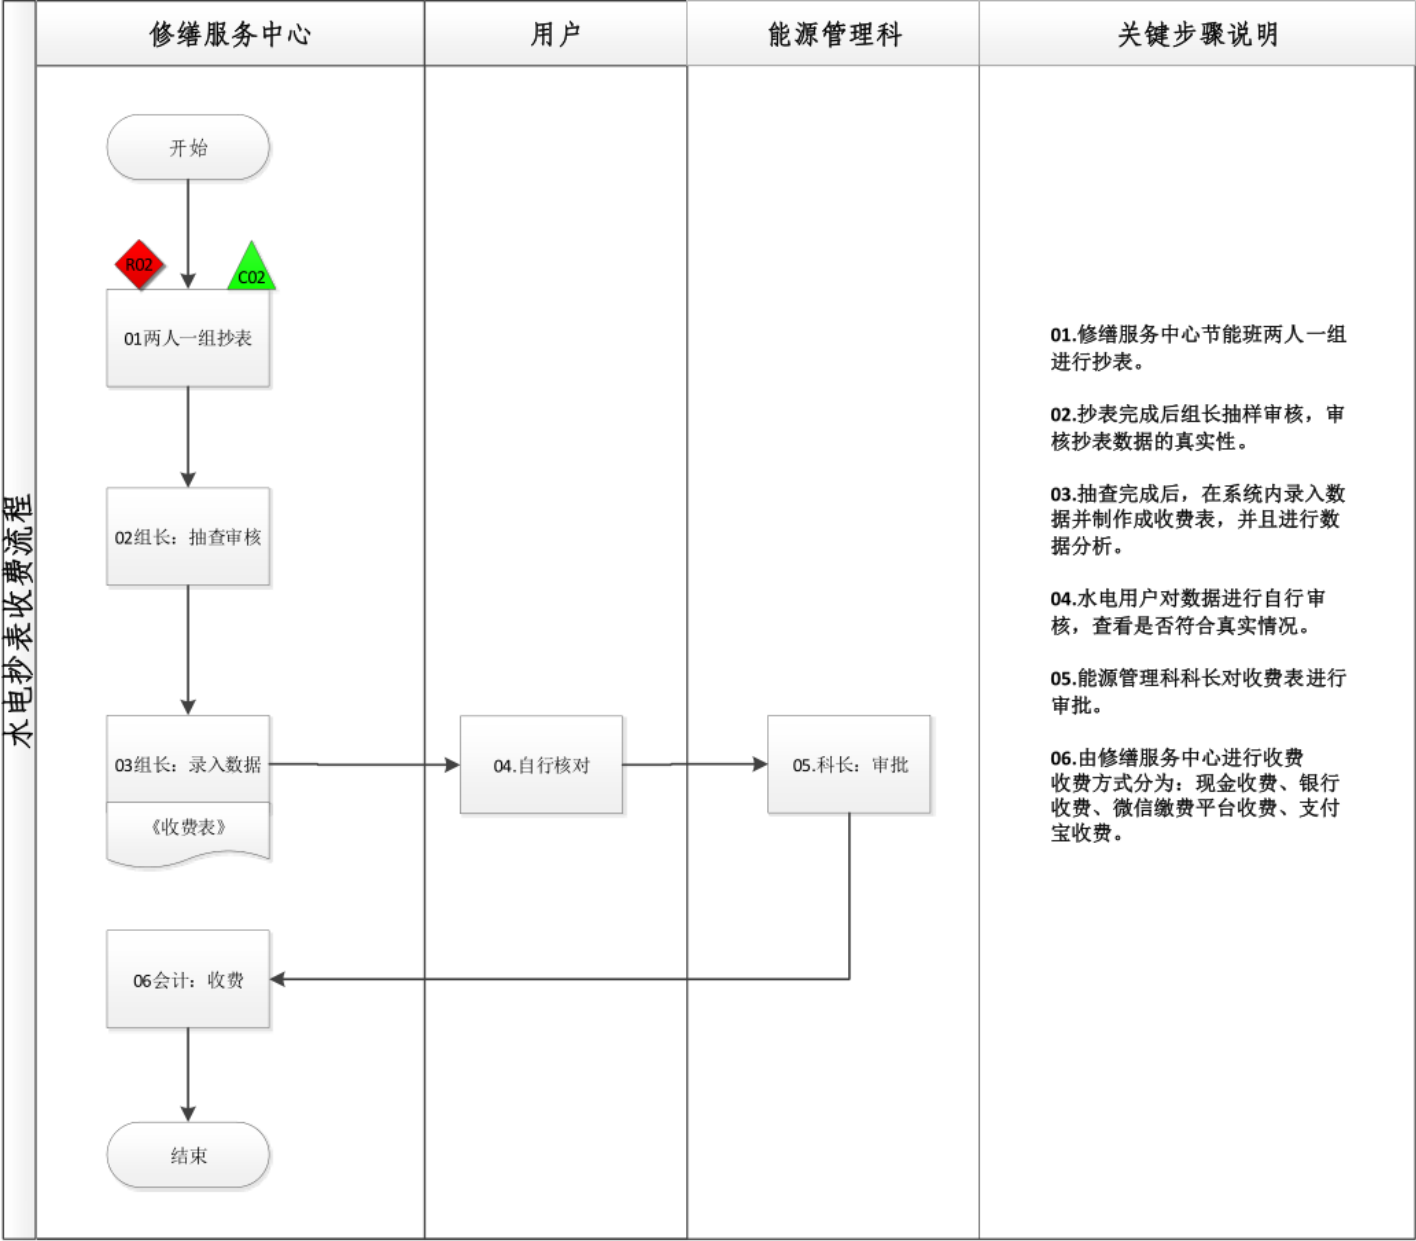 修缮服务中心
用户
能源管理科
关键步骤说明
水电抄表收费流程
开始
R02
C02
01两人一组抄表
02组长：抽查审核
03组长：录入数据
《收费表》
04.自行核对
05.科长：审批
06会计：收费
结束
01.修缮服务中心节能班两人一组
进行抄表。
02.抄表完成后组长抽样审核，审
核抄表数据的真实性。
03.抽查完成后，在系统内录入数
据并制作成收费表，并且进行数
据分析。
04.水电用户对数据进行自行审
核，查看是否符合真实情况。
05.能源管理科科长对收费表进行
审批。
06.由修缮服务中心进行收费
收费方式分为：现金收费、银行
收费、微信缴费平台收费、支付
宝收费。